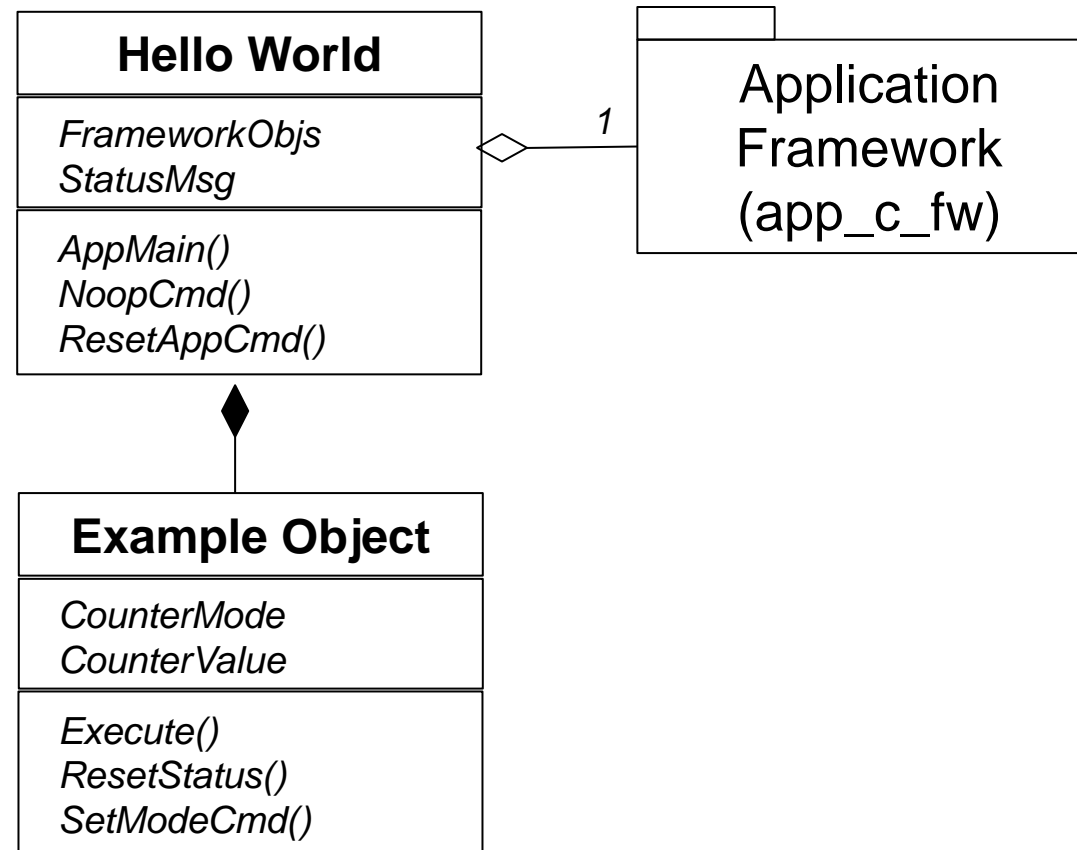 Hello World
FrameworkObjs
StatusMsg
AppMain()
NoopCmd()
ResetAppCmd()
1
Application
Framework
(app_c_fw)
Example Object
CounterMode
CounterValue
Execute()
ResetStatus()
SetModeCmd()